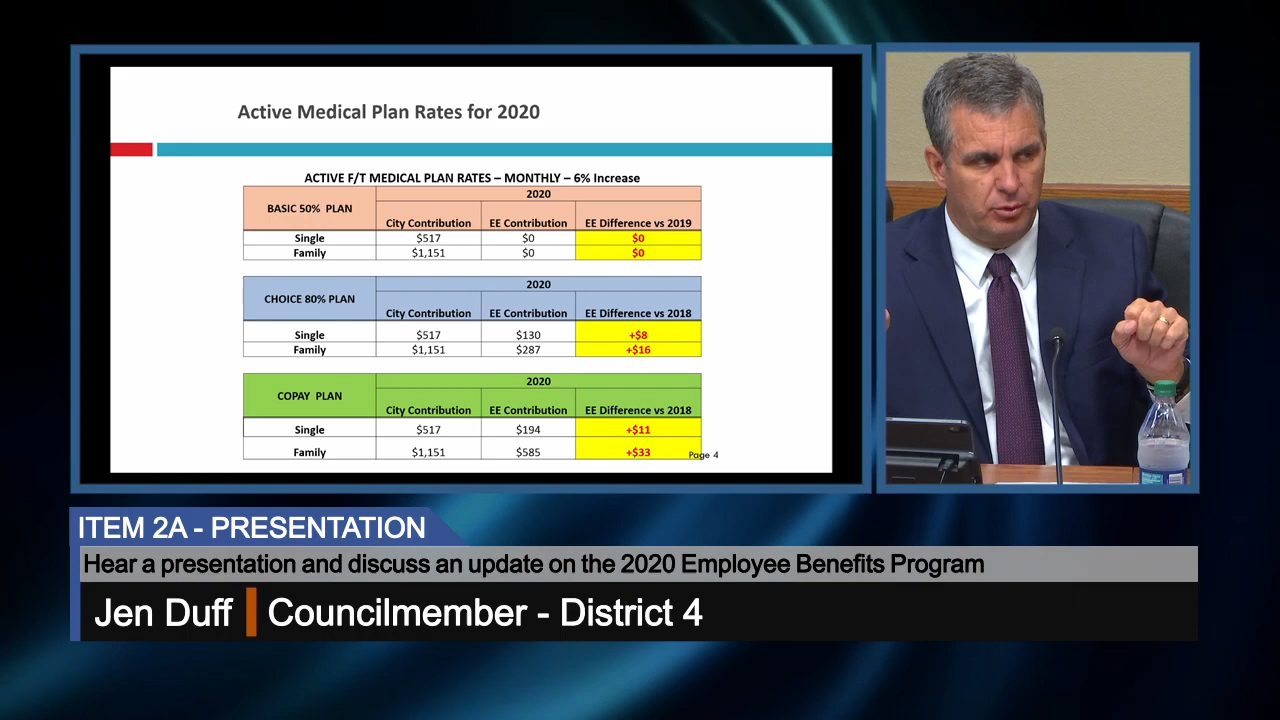 Active Medical Plan Rates for 2020
ACTIVE F/T MEDICAL PLAN RATES – MONTHLY – 6% Increase
BASIC 50% PLAN
2020
City Contribution EE Contribution EE Difference vs 2019
Single $517 $0 $0
Family $1,151 $0 $0
CHOICE 80% PLAN
2020
City Contribution EE Contribution EE Difference vs 2018
Single $517 $130 +$8
Family $1,151 $287 +$16
COPAY PLAN
2020
City Contribution EE Contribution EE Difference vs 2018
Single $517 $194 +$11
Family $1,151 $585 +$33
Page 4
ITEM 2A - PRESENTATION
Hear a presentation and discuss an update on the 2020 Employee Benefits Program
Jen Duff Councilmember - District 4